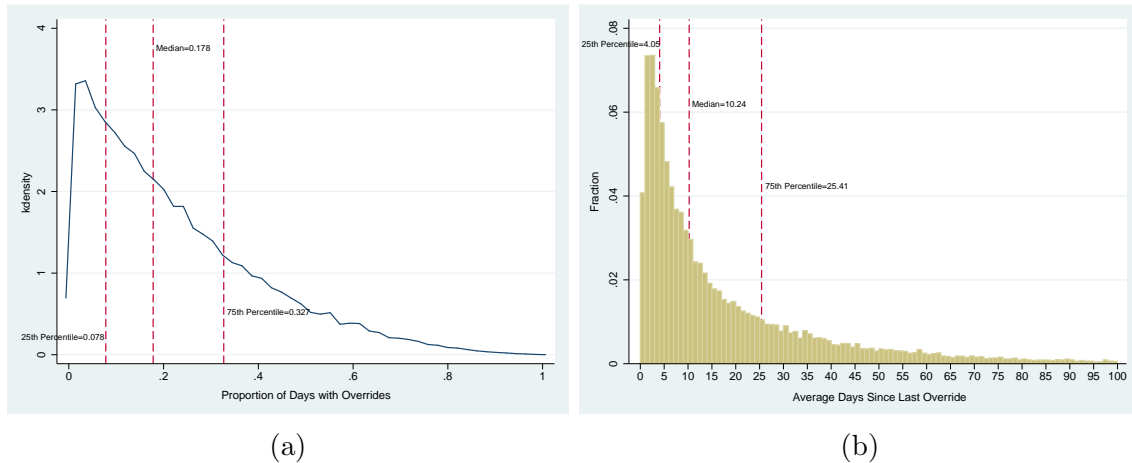 4
3
2
1
0
kdensity
Median=0.178
75th Percentile=0.327
25th Percentile=0.078
0 .2 .4 .6 .8 1
Proportion of Days with Overrides
(a)
.08
.06
.04
.02
0
Fraction
25th Percentile=4.05
Median=10.24
75th Percentile=25.41
0 5 10 15 20 25 30 35 40 45 50 55 60 65 70 75 80 85 90 95 100
Average Days Since Last Override
(b)